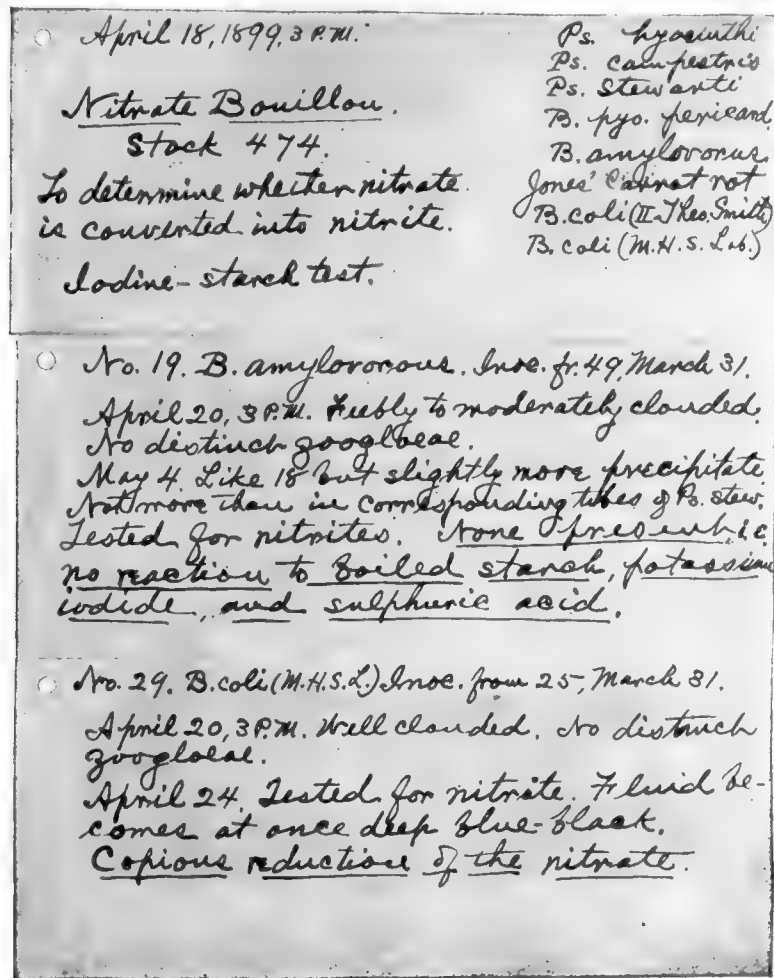 April 18, 1899, 3 P.M.
Nitrate Bouillon.
Stock 474.
To determine whether nitrate
is converted into nitrite.
Iodine-starch test.
Ps. hyacinthi
Ps. campestris
Ps. stewarti
B. pyo. pericard.
B. amylovorus
Jones' Carrot rot
B. coli (II Theo. Smith)
B. coli (M.H.S. Lab.)
No. 19. B. amylovorous. Inoc. fr. 49, March 31.
April 20, 3 P.M. Feebly to moderately clouded.
No distinct zoogloeae.
May 4. Like 18 but slightly more precipitate.
Not more than in corresponding tubes of Ps. stew.
Tested for nitrites. None present i.e.
no reaction to boiled starch, potassium
iodide, and sulphuric acid.
No. 29. B. coli (M.H.S.L.) Inoc. from 25, March 31.
April 20, 3 P.M. Well clouded. No distinct
zoogloeae.
April 24. Tested for nitrite. Fluid be-
comes at once deep blue-black.
Copious reduction of the nitrate.